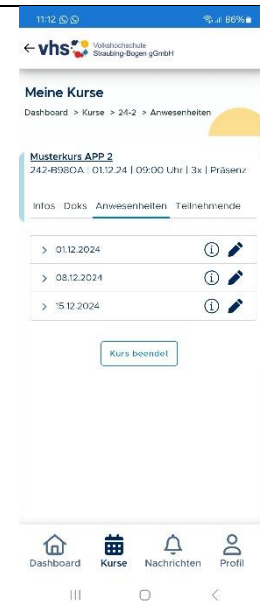 11:12 86%
vhs Volkshochschule
Straubing-Bogen gGmbH
Meine Kurse
Dashboard > Kurse > 24-2 > Anwesenheiten
Musterkurs APP 2
242-B980A | 01.12.24 | 09:00 Uhr | 3x | Präsenz
Infos Doks Anwesenheiten Teilnehmende
01.12.2024
08.12.2024
15.12.2024
Kurs beendet
Dashboard Kurse Nachrichten Profil